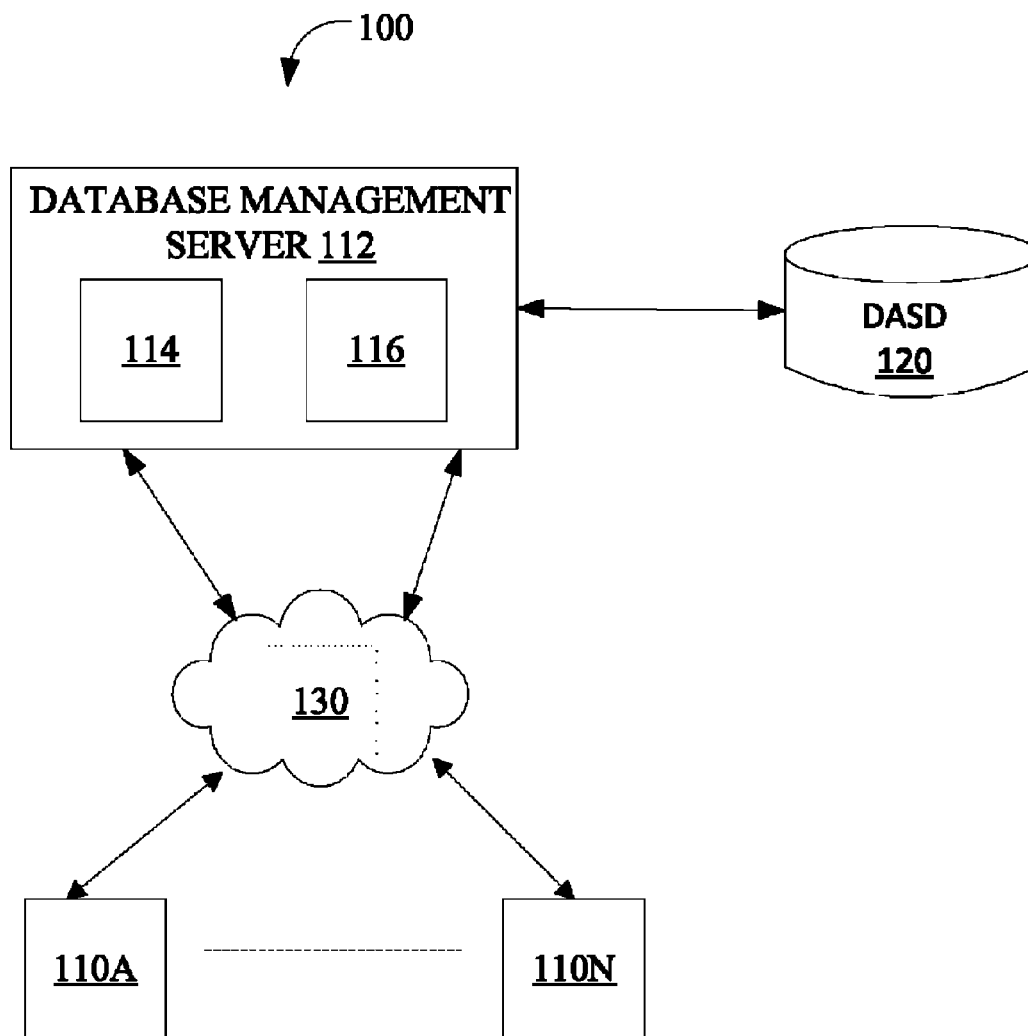 100
DATABASE MANAGEMENT
SERVER 112
114
116
DASD
120
130
110A
110N